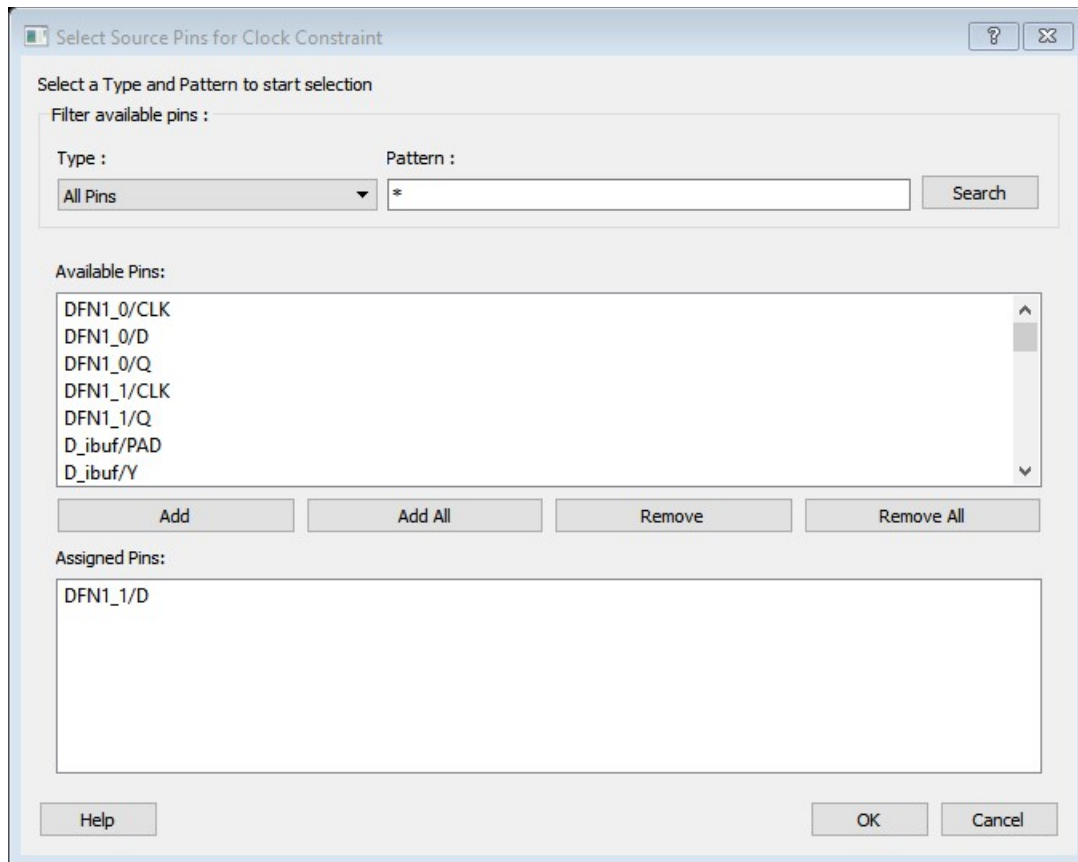 Select Source Pins for Clock Constraint
?
Select a Type and Pattern to start selection
Filter available pins :
Type : Pattern :
All Pins * Search
Available Pins:
DFN1_0/CLK
DFN1_0/D
DFN1_0/Q
DFN1_1/CLK
DFN1_1/Q
D_ibuf/PAD
D_ibuf/Y
Add Add All Remove Remove All
Assigned Pins:
DFN1_1/D
Help OK Cancel